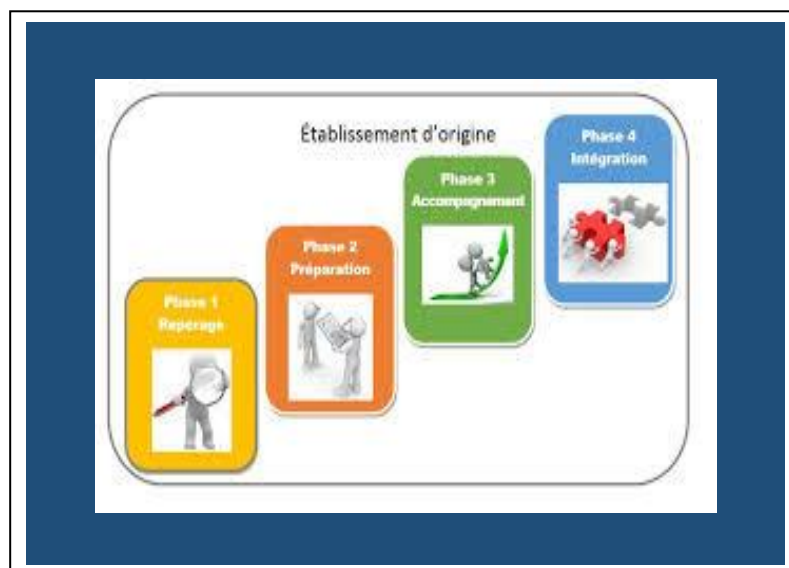 Établissement d'origine
Phase 1
Repérage
Phase 2
Préparation
Phase 3
Accompagnement
Phase 4
Intégration